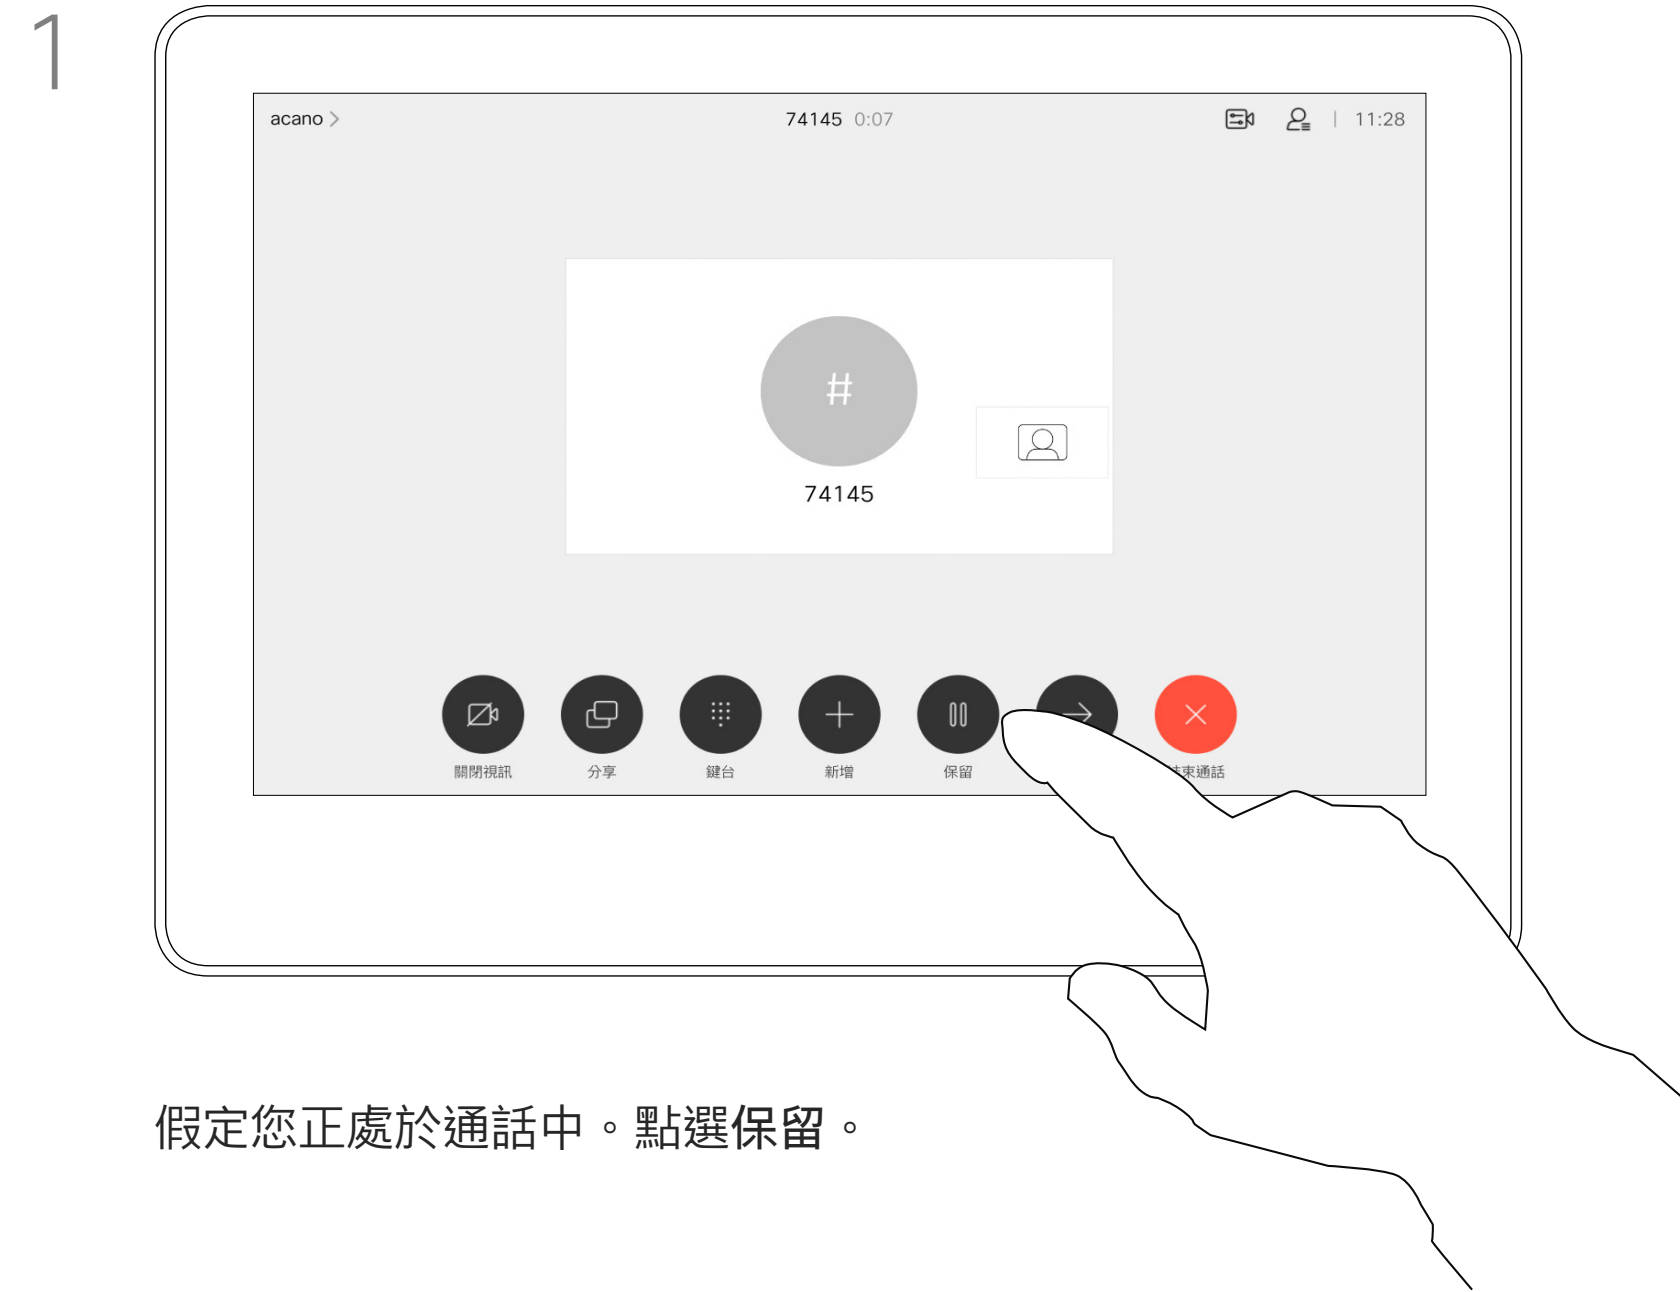 1
acano
74145 0:07
11:28
#
74145
關閉視訊
分享
鍵台
新增
保留
束通話
假定您正處於通話中。點選保留。